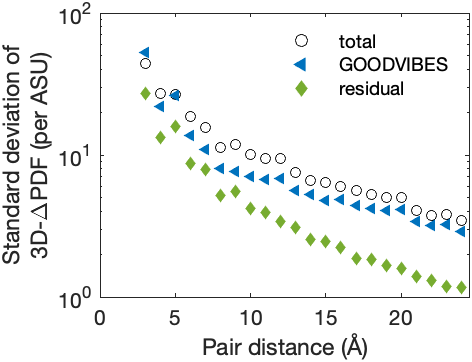 10²
10¹
10⁰
Standard deviation of
3D-△PDF (per ASU)
total
GOODVIBES
residual
0 5 10 15 20
Pair distance (Å)